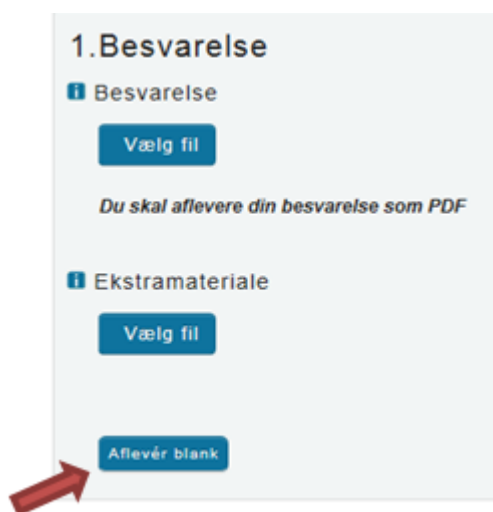 1.Besvarelse
Besvarelse
Vælg fil
Du skal aflevere din besvarelse som PDF
Ekstramateriale
Vælg fil
Aflevér blank